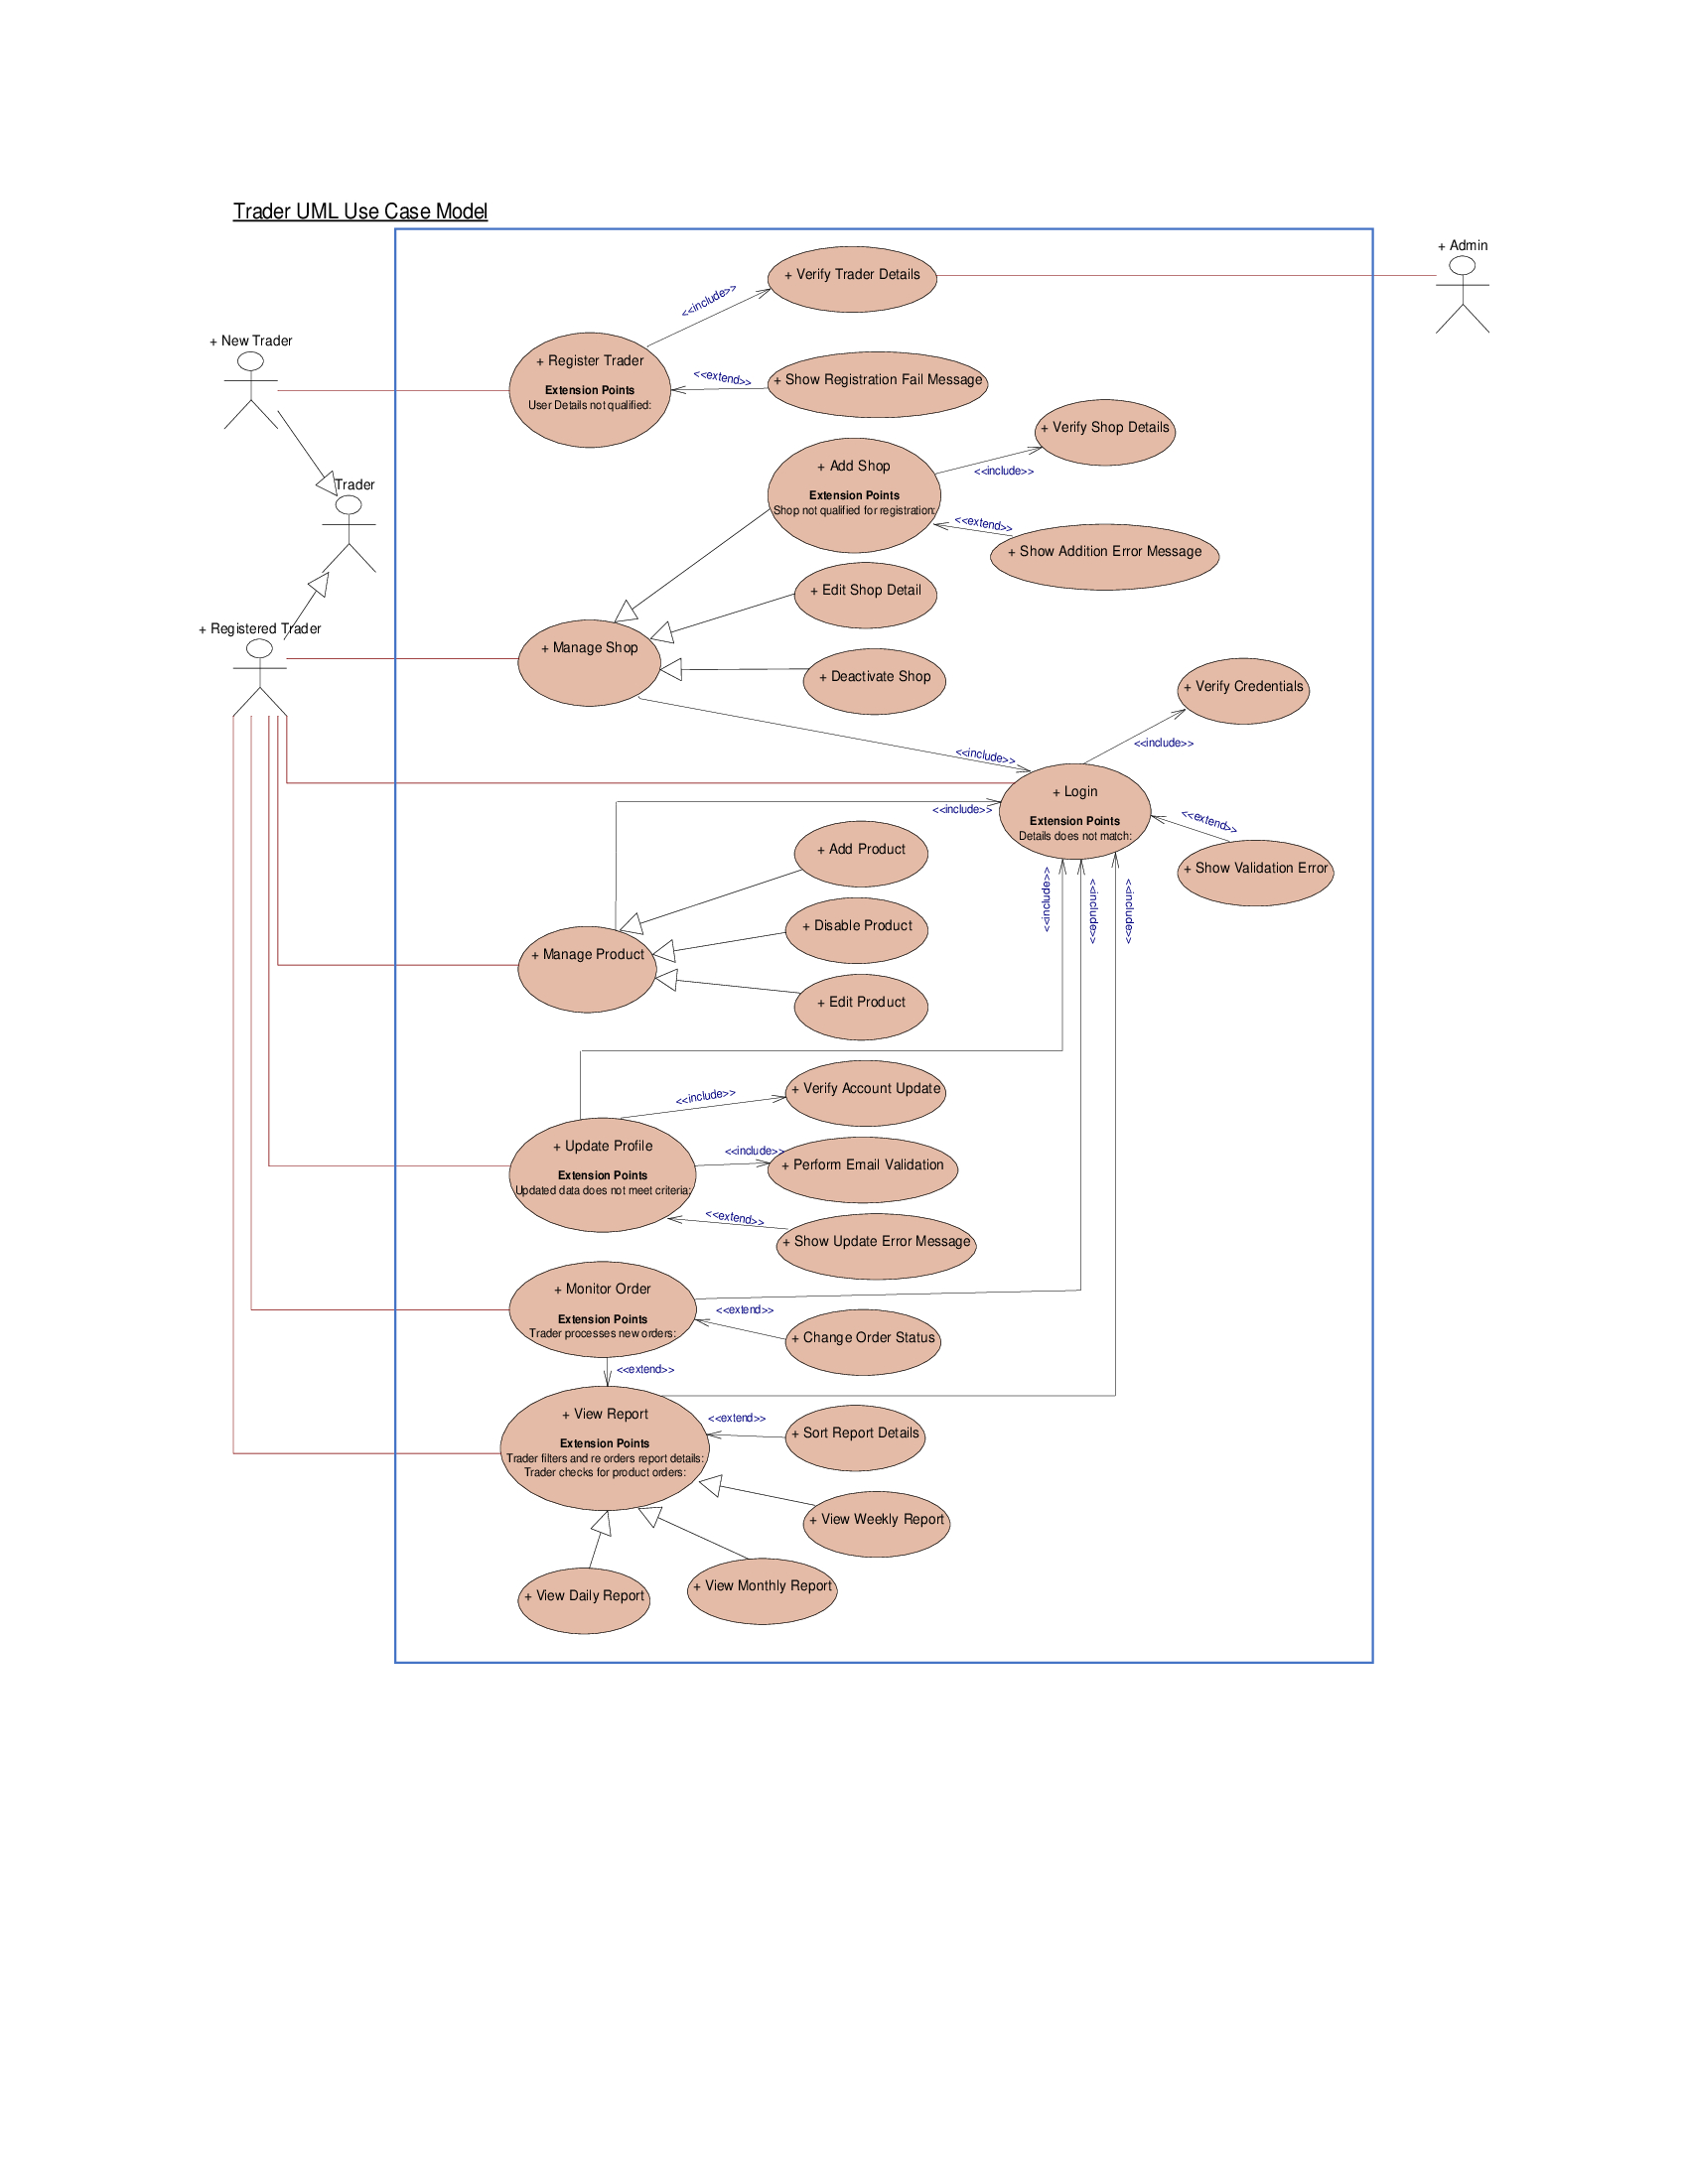 Trader UML Use Case Model
+ Admin
+ Verify Trader Details
<<include>>
+ New Trader
+ Register Trader
Extension Points
User Details not qualified:
<<extend>>
+ Show Registration Fail Message
+ Verify Shop Details
+ Add Shop
<<include>>
Extension Points
Shop not qualified for registration:
Trader
<<extend>>
+ Show Addition Error Message
+ Edit Shop Detail
+ Registered Trader
+ Manage Shop
+ Deactivate Shop
+ Verify Credentials
<<include>>
<<include>>
+ Login
Extension Points
Details does not match:
<<include>>
<<extend>>
+ Add Product
+ Show Validation Error
<<include>>
<<include>>
<<include>>
+ Disable Product
+ Manage Product
+ Edit Product
+ Verify Account Update
<<include>>
+ Update Profile
<<include>>
+ Perform Email Validation
Extension Points
Updated data does not meet criteria:
<<extend>>
+ Show Update Error Message
+ Monitor Order
<<extend>>
Extension Points
Trader processes new orders:
+ Change Order Status
<<extend>>
+ View Report
<<extend>>
+ Sort Report Details
Extension Points
Trader filters and re orders report details:
Trader checks for product orders:
+ View Weekly Report
+ View Monthly Report
+ View Daily Report